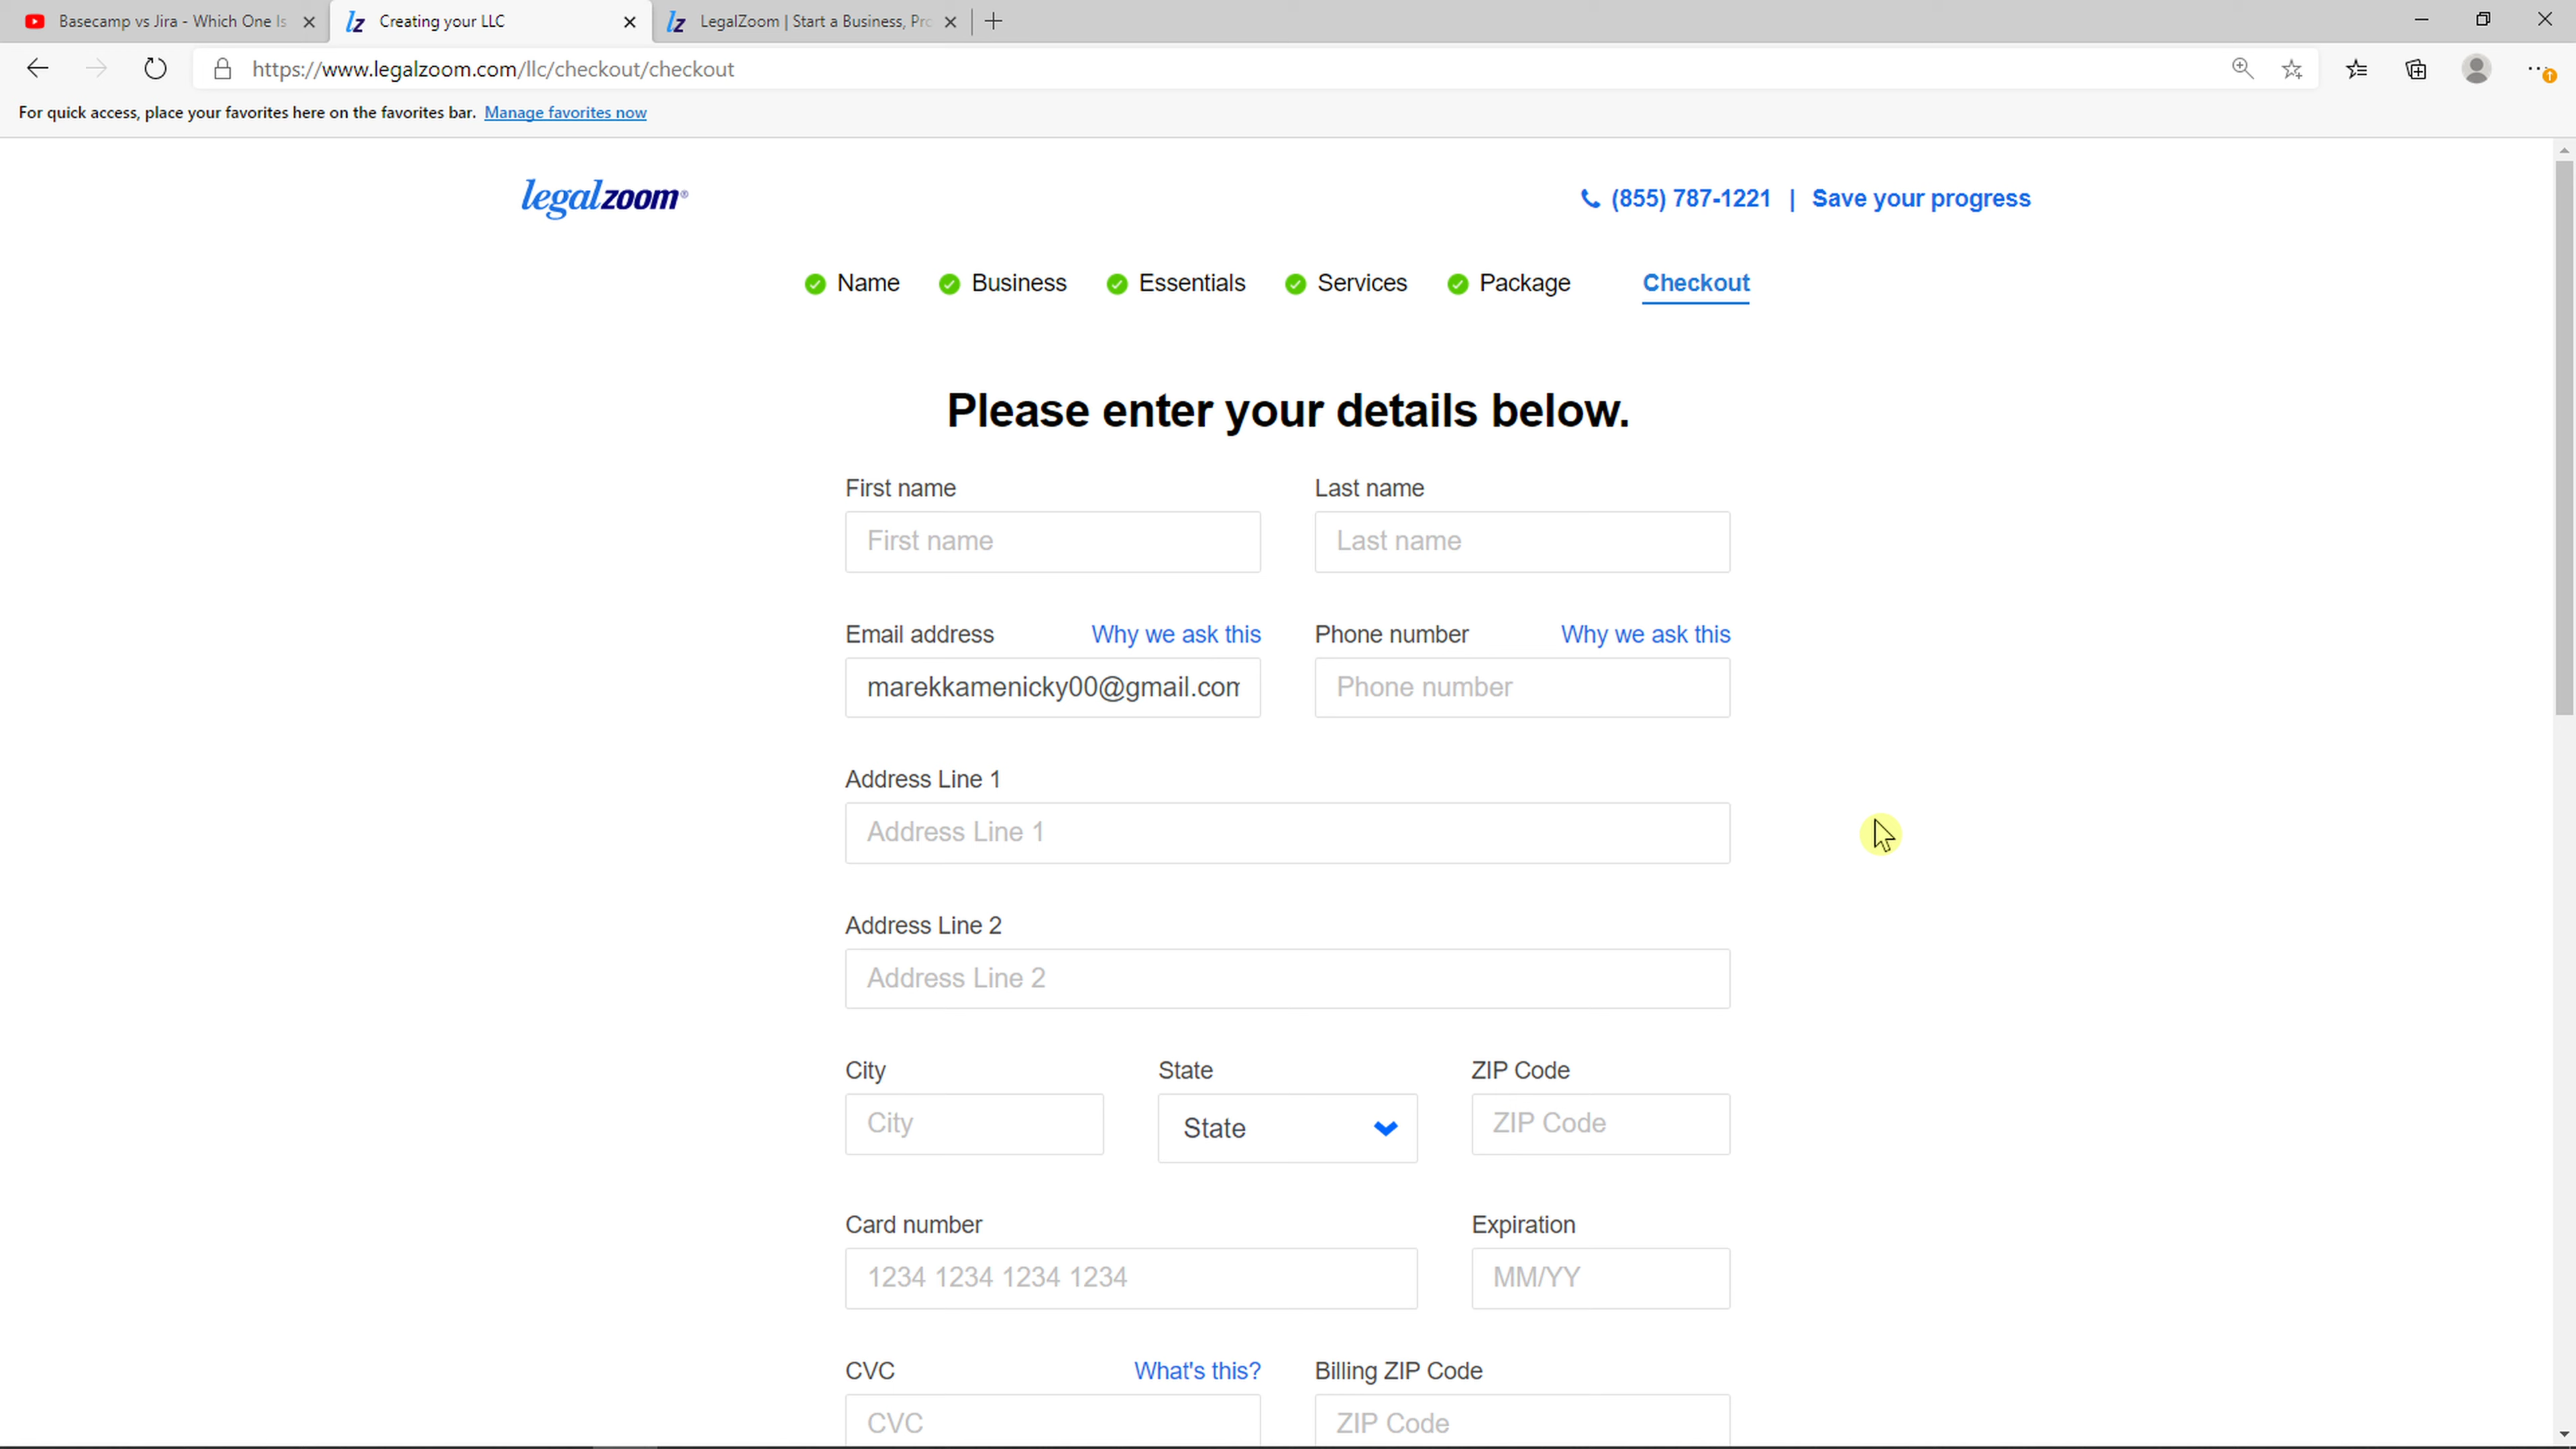 Basecamp vs Jira - Which One Is
Creating your LLC
LegalZoom | Start a Business, Pro
https://www.legalzoom.com/llc/checkout/checkout
For quick access, place your favorites here on the favorites bar. Manage favorites now
legalzoom®
(855) 787-1221 | Save your progress
Name Business Essentials Services Package Checkout
Please enter your details below.
First name Last name
First name Last name
Email address Why we ask this Phone number Why we ask this
marekkamenicky00@gmail.com Phone number
Address Line 1
Address Line 1
Address Line 2
Address Line 2
City State ZIP Code
City State ZIP Code
Card number Expiration
1234 1234 1234 1234 MM/YY
CVC What's this? Billing ZIP Code
CVC ZIP Code